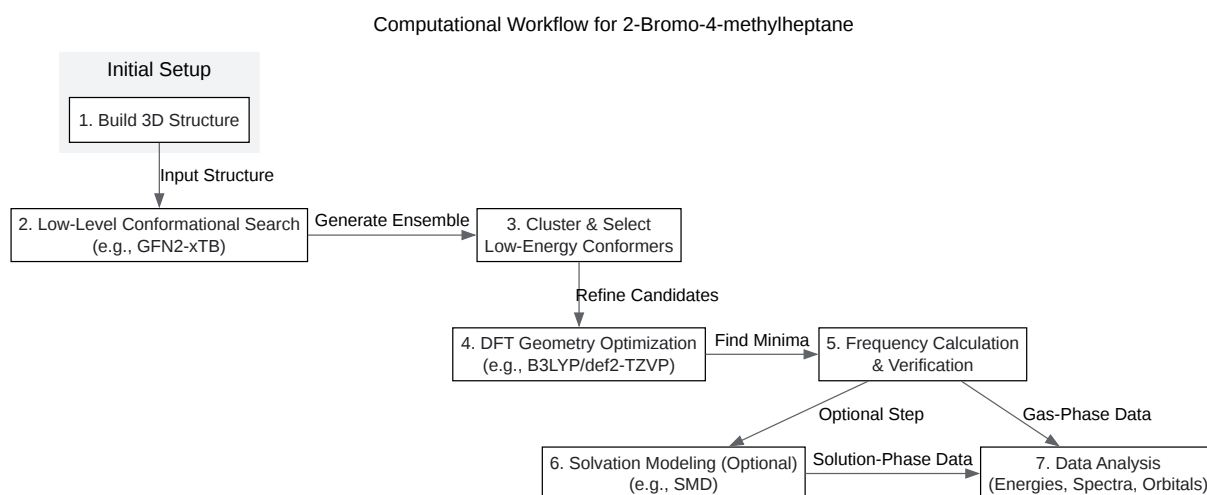 Computational Workflow for 2-Bromo-4-methylheptane
Initial Setup
1. Build 3D Structure
Input Structure
2. Low-Level Conformational Search
(e.g., GFN2-xTB)
Generate Ensemble
3. Cluster & Select
Low-Energy Conformers
Refine Candidates
4. DFT Geometry Optimization
(e.g., B3LYP/def2-TZVP)
Find Minima
5. Frequency Calculation
& Verification
Optional Step
Gas-Phase Data
6. Solvation Modeling (Optional)
(e.g., SMD)
Solution-Phase Data
7. Data Analysis
(Energies, Spectra, Orbitals)